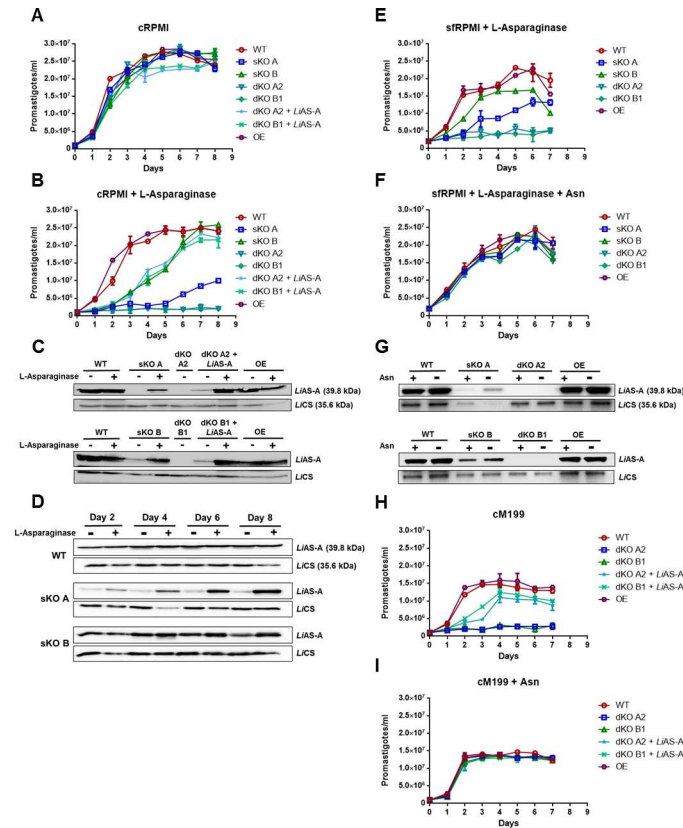 A
cRPMI
3.0×10⁷
2.5×10⁷
2.0×10⁷
1.5×10⁷
1.0×10⁷
5.0×10⁶
0
Promastigotes/ml
0 1 2 3 4 5 6 7 8 9
Days
WT
sKO A
sKO B
dKO A2
dKO B1
dKO A2 + LiAS-A
dKO B1 + LiAS-A
OE
B
cRPMI + L-Asparaginase
3.0×10⁷
2.5×10⁷
2.0×10⁷
1.5×10⁷
1.0×10⁷
5.0×10⁶
0
Promastigotes/ml
0 1 2 3 4 5 6 7 8 9
Days
WT
sKO A
sKO B
dKO A2
dKO B1
dKO A2 + LiAS-A
dKO B1 + LiAS-A
OE
C
WT sKO A dKO A2 dKO A2 + LiAS-A OE
L-Asparaginase - + - + - - + - +
LiAS-A (39.8 kDa)
LiCS (35.6 kDa)
WT sKO B dKO B1 dKO B1 + LiAS-A OE
L-Asparaginase - + - + - - + - +
LiAS-A
LiCS
D
Day 2 Day 4 Day 6 Day 8
L-Asparaginase - + - + - + - +
WT
LiAS-A (39.8 kDa)
LiCS (35.6 kDa)
sKO A
LiAS-A
LiCS
sKO B
LiAS-A
LiCS
E
sfRPMI + L-Asparaginase
3.0×10⁷
2.5×10⁷
2.0×10⁷
1.5×10⁷
1.0×10⁷
5.0×10⁶
0
Promastigotes/ml
0 1 2 3 4 5 6 7 8 9
Days
WT
sKO A
sKO B
dKO A2
dKO B1
OE
F
sfRPMI + L-Asparaginase + Asn
3.0×10⁷
2.5×10⁷
2.0×10⁷
1.5×10⁷
1.0×10⁷
5.0×10⁶
0
Promastigotes/ml
0 1 2 3 4 5 6 7 8 9
Days
WT
sKO A
sKO B
dKO A2
dKO B1
OE
G
WT sKO A dKO A2 OE
Asn + - + - + - + -
LiAS-A (39.8 kDa)
LiCS (35.6 kDa)
WT sKO B dKO B1 OE
Asn + - + - + - + -
LiAS-A
LiCS
H
cM199
3.0×10⁷
2.5×10⁷
2.0×10⁷
1.5×10⁷
1.0×10⁷
5.0×10⁶
0
Promastigotes/ml
0 1 2 3 4 5 6 7 8 9
Days
WT
dKO A2
dKO B1
dKO A2 + LiAS-A
dKO B1 + LiAS-A
OE
I
cM199 + Asn
3.0×10⁷
2.5×10⁷
2.0×10⁷
1.5×10⁷
1.0×10⁷
5.0×10⁶
0
Promastigotes/ml
0 1 2 3 4 5 6 7 8 9
Days
WT
dKO A2
dKO B1
dKO A2 + LiAS-A
dKO B1 + LiAS-A
OE